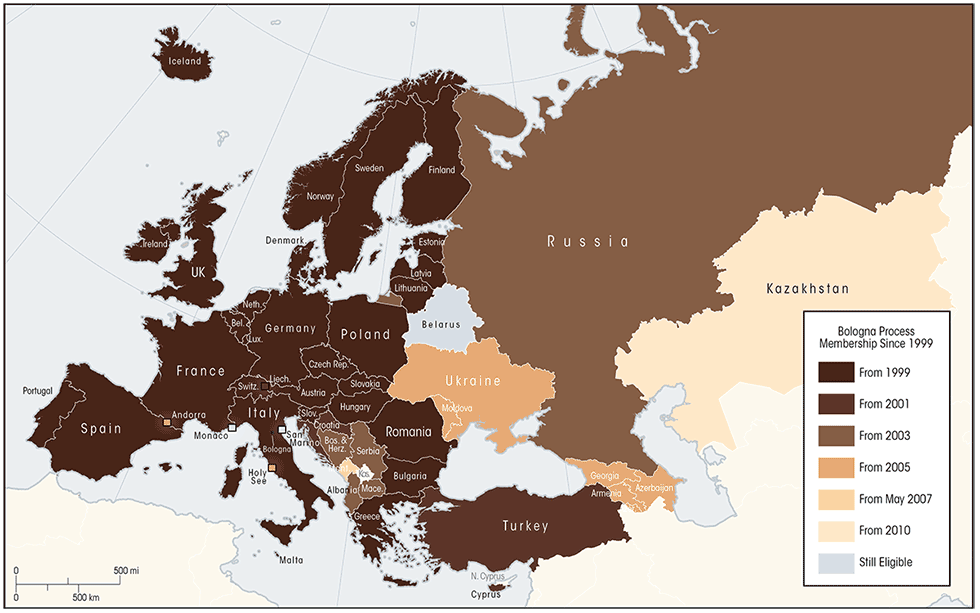 Iceland
Sweden
Finland
Norway
Russia
Denmark
Estonia
Ireland
Latvia
UK
Lithuania
Kazakhstan
Neth.
Belarus
Bel.
Germany
Poland
Lux.
Czech Rep.
France
Ukraine
Liech.
Switz.
Slovakia
Austria
Portugal
Hungary
Moldova
Andorra
Italy
Slov.
Spain
Croatia
Romania
Monaco
San
Marino
Bos. &
Herz.
Serbia
Bologna
Holy
See
Kos.
Bulgaria
Georgia
Albania
Mace.
Armenia
Azerbaijan
Greece
Turkey
Malta
N. Cyprus
Cyprus
0 500 mi
0 500 km
Bologna Process
Membership Since 1999
From 1999
From 2001
From 2003
From 2005
From May 2007
From 2010
Still Eligible